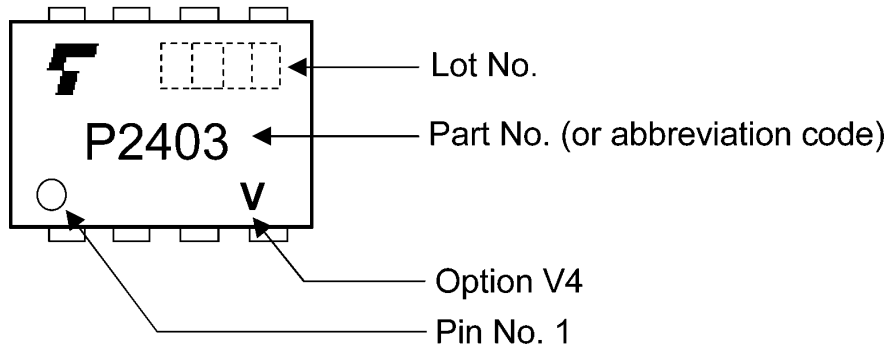 Lot No.
P2403
Part No. (or abbreviation code)
V
Option V4
Pin No. 1